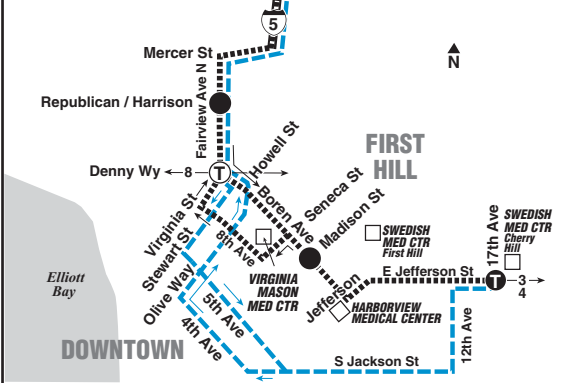 5
Mercer St
N
Republican / Harrison
Fairview Ave N
Howell St
FIRST
HILL
Denny Wy
8
T
Boren Ave
Seneca St
Madison St
Virginia St
Stewart St
8th Ave
SWEDISH
MED CTR
First Hill
SWEDISH
MED CTR
Cherry
Hill
17th Ave
Elliott
Bay
Olive Way
VIRGINIA
MASON
MED CTR
Jefferson
E Jefferson St
T
3
4
HARBORVIEW
MEDICAL CENTER
5th Ave
4th Ave
12th Ave
DOWNTOWN
S Jackson St